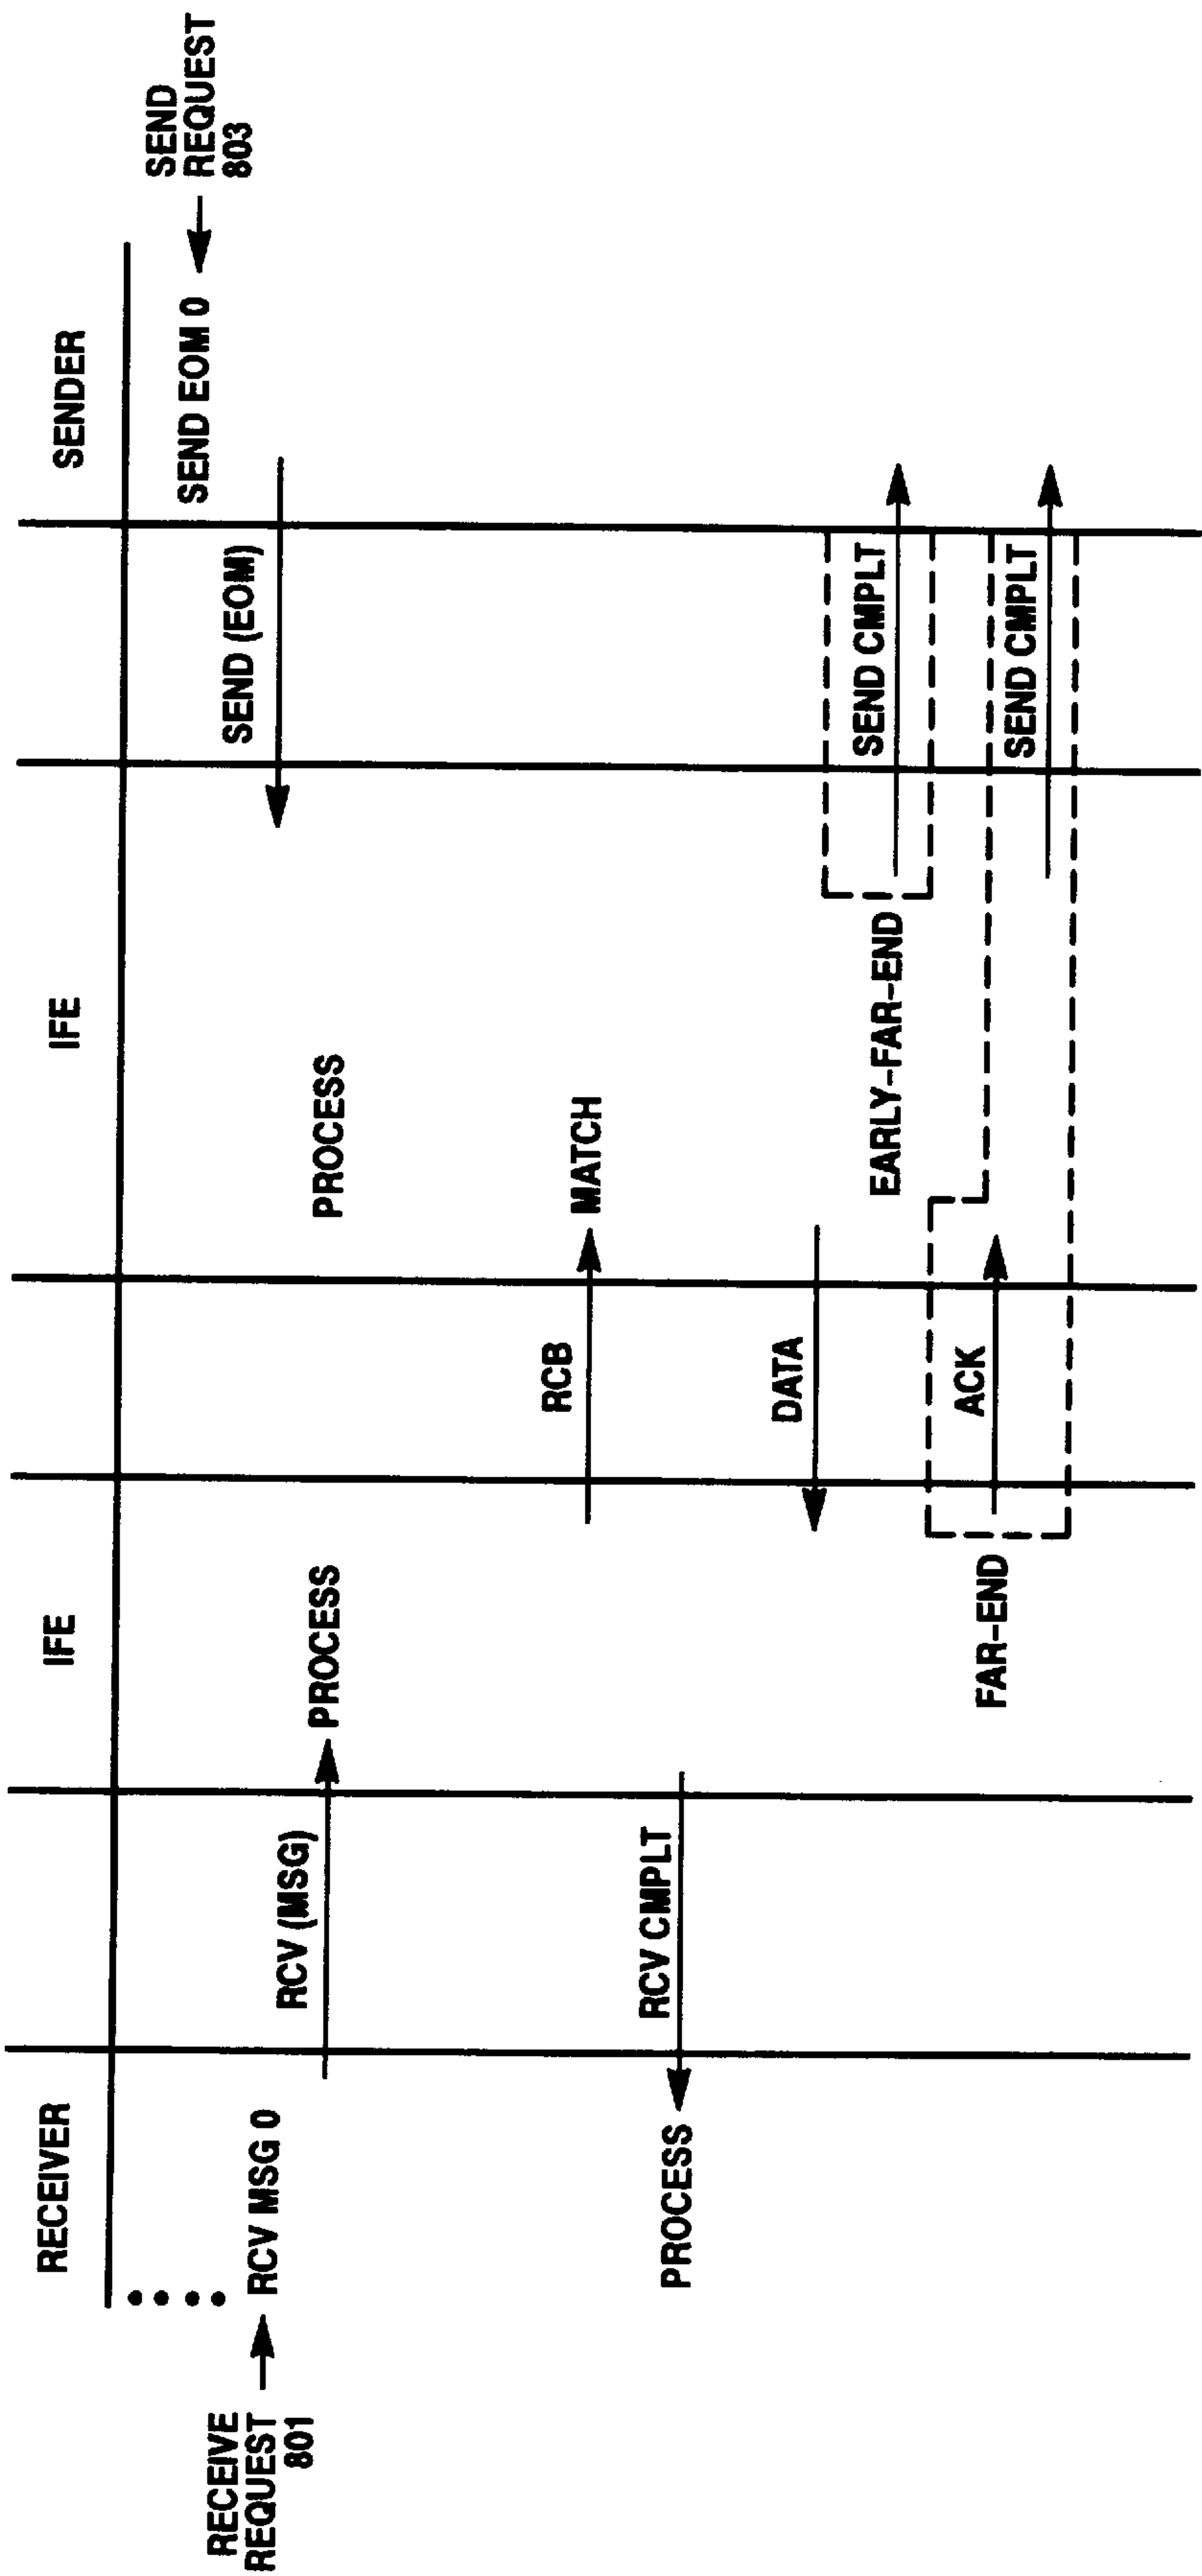 RECEIVER
IFE
IFE
SENDER
RECEIVE
REQUEST
801
RCV MSG 0
SEND EOM 0
SEND
REQUEST
803
RCV (MSG)
PROCESS
PROCESS
SEND (EOM)
RCB
MATCH
PROCESS
RCV CMPLT
DATA
EARLY-FAR-END
SEND CMPLT
FAR-END
ACK
SEND CMPLT